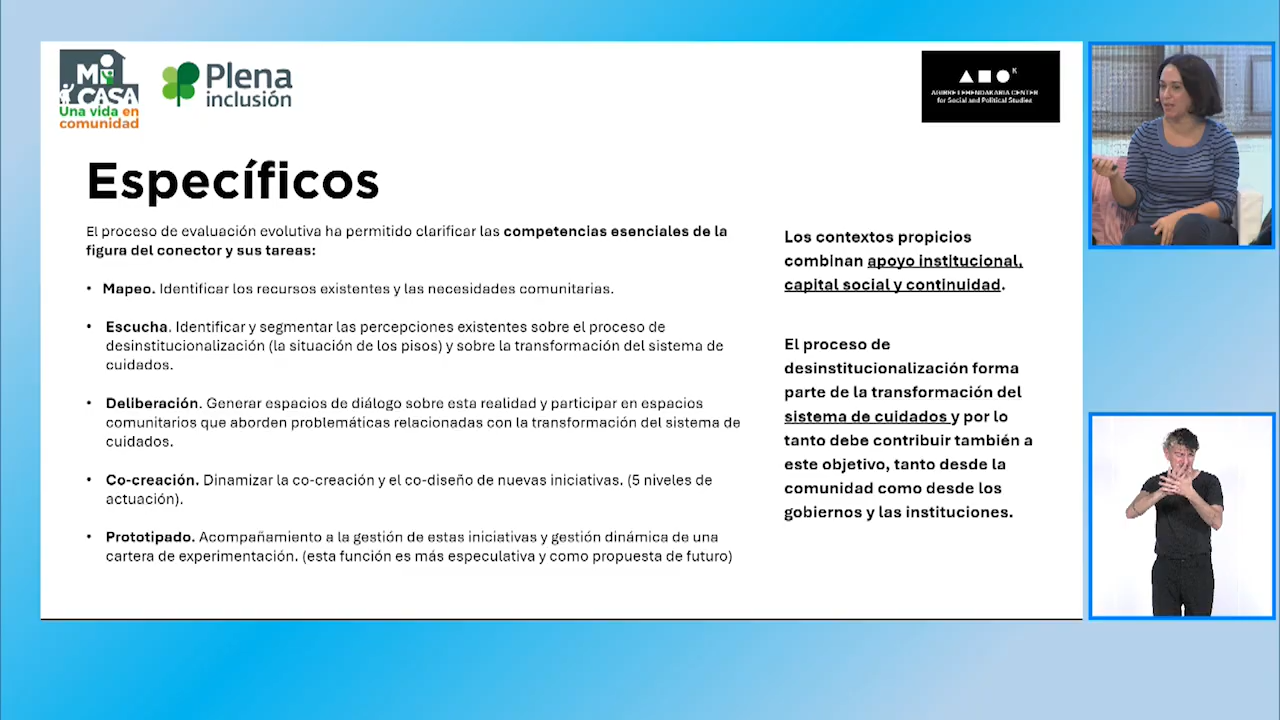 Mi
CASA
Una vida en
comunidad
Plena
inclusión
AGIRRE LEHENDAKARIA CENTER
for Social and Political Studies
Específicos
El proceso de evaluación evolutiva ha permitido clarificar las competencias esenciales de la
figura del conector y sus tareas:
• Mapeo. Identificar los recursos existentes y las necesidades comunitarias.
• Escucha. Identificar y segmentar las percepciones existentes sobre el proceso de
desinstitucionalización (la situación de los pisos) y sobre la transformación del sistema de
cuidados.
• Deliberación. Generar espacios de diálogo sobre esta realidad y participar en espacios
comunitarios que aborden problemáticas relacionadas con la transformación del sistema de
cuidados.
• Co-creación. Dinamizar la co-creación y el co-diseño de nuevas iniciativas. (5 niveles de
actuación).
• Prototipado. Acompañamiento a la gestión de estas iniciativas y gestión dinámica de una
cartera de experimentación. (esta función es más especulativa y como propuesta de futuro)
Los contextos propicios
combinan apoyo institucional,
capital social y continuidad.
El proceso de
desinstitucionalización forma
parte de la transformación del
sistema de cuidados y por lo
tanto debe contribuir también a
este objetivo, tanto desde la
comunidad como desde los
gobiernos y las instituciones.